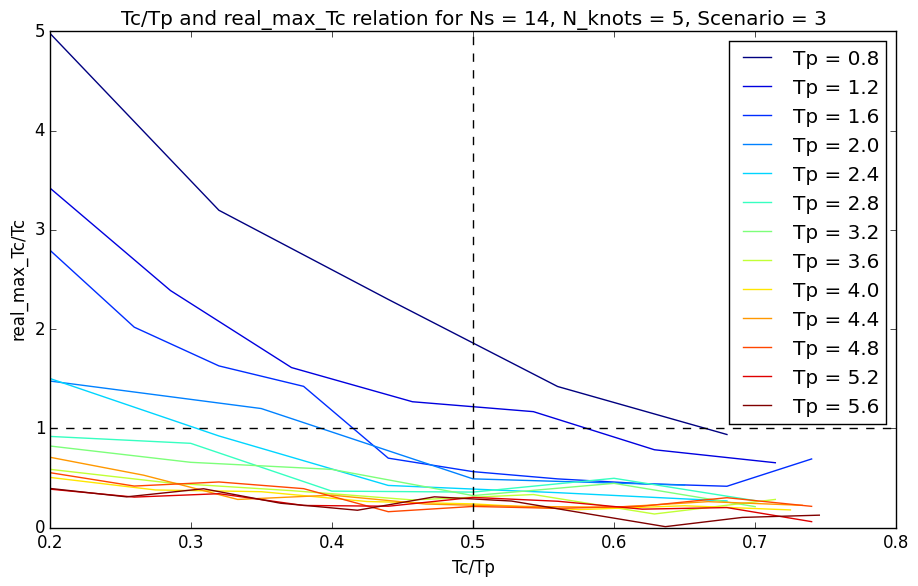 Tc/Tp and real_max_Tc relation for Ns = 14, N_knots = 5, Scenario = 3
5
4
3
2
1
0
real_max_Tc/Tc
0.2 0.3 0.4 0.5 0.6 0.7 0.8
Tc/Tp
Tp = 0.8
Tp = 1.2
Tp = 1.6
Tp = 2.0
Tp = 2.4
Tp = 2.8
Tp = 3.2
Tp = 3.6
Tp = 4.0
Tp = 4.4
Tp = 4.8
Tp = 5.2
Tp = 5.6